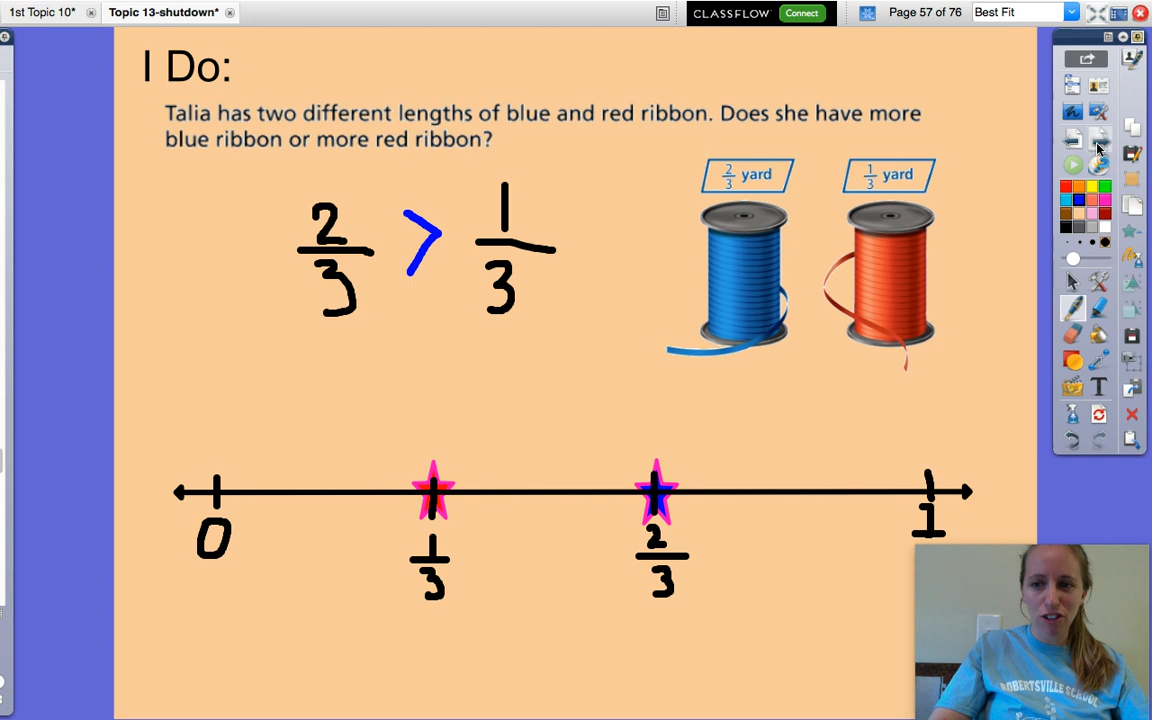 1st Topic 10*
Topic 13-shutdown*
CLASSFLOW
Connect
Page 57 of 76
Best Fit
I Do:
Talia has two different lengths of blue and red ribbon. Does she have more
blue ribbon or more red ribbon?
2/3 yard
1/3 yard
2/3 > 1/3
0
1/3
2/3
1
T
ROBERTSVILLE SCHOOL